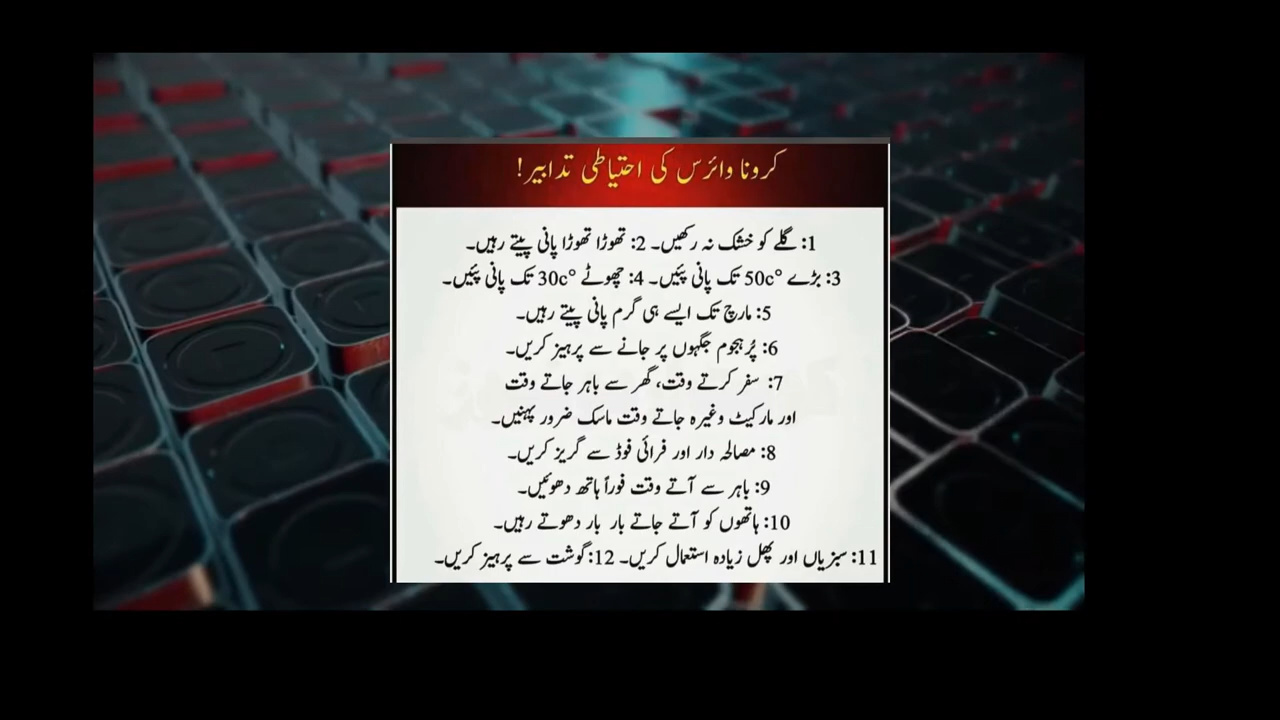 کرونا وائرس کی احتیاطی تدابیر!
1: گلے کو خشک نہ رکھیں۔ 2: تھوڑا تھوڑا پانی پیتے رہیں۔
3: بڑے 50c° تک پانی پئیں۔ 4: چھوٹے 30c° تک پانی پئیں۔
5: مارچ تک ایسے ہی گرم پانی پیتے رہیں۔
6: پُرہجوم جگہوں پر جانے سے پرہیز کریں۔
7: سفر کرتے وقت، گھر سے باہر جاتے وقت
اور مارکیٹ وغیرہ جاتے وقت ماسک ضرور پہنیں۔
8: مصالحہ دار اور فرائی فوڈ سے گریز کریں۔
9: باہر سے آتے وقت فوراً ہاتھ دھوئیں۔
10: ہاتھوں کو آتے جاتے بار بار دھوتے رہیں۔
11: سبزیاں اور پھل زیادہ استعمال کریں۔ 12: گوشت سے پرہیز کریں۔